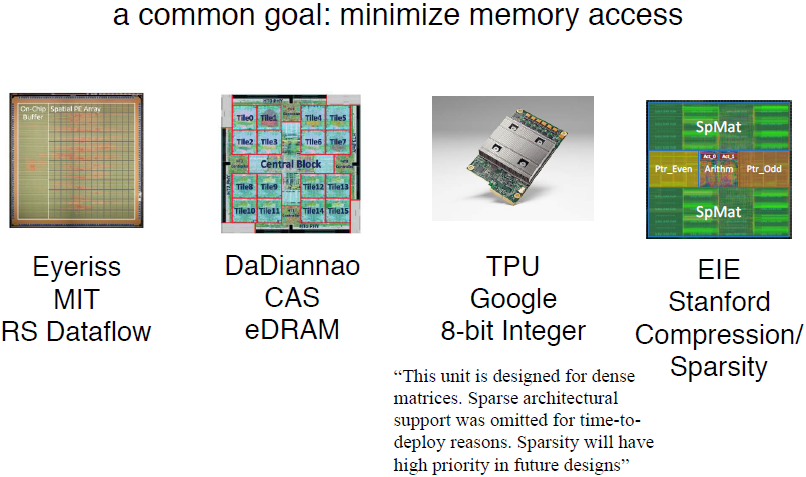 a common goal: minimize memory access
On-Chip Buffer
Spatial PE Array
Tile0 Tile1 Tile4 Tile5
Tile2 Tile3 Tile6 Tile7
Central Block
Tile8 Tile9 Tile12 Tile13
Tile10 Tile11 Tile14 Tile15
SpMat
Ptr_Even Act_0 Act_1 Arithm Ptr_Odd
SpMat
Eyeriss
MIT
RS Dataflow
DaDiannao
CAS
eDRAM
TPU
Google
8-bit Integer
EIE
Stanford
Compression/
Sparsity
“This unit is designed for dense
matrices. Sparse architectural
support was omitted for time-to-
deploy reasons. Sparsity will have
high priority in future designs”